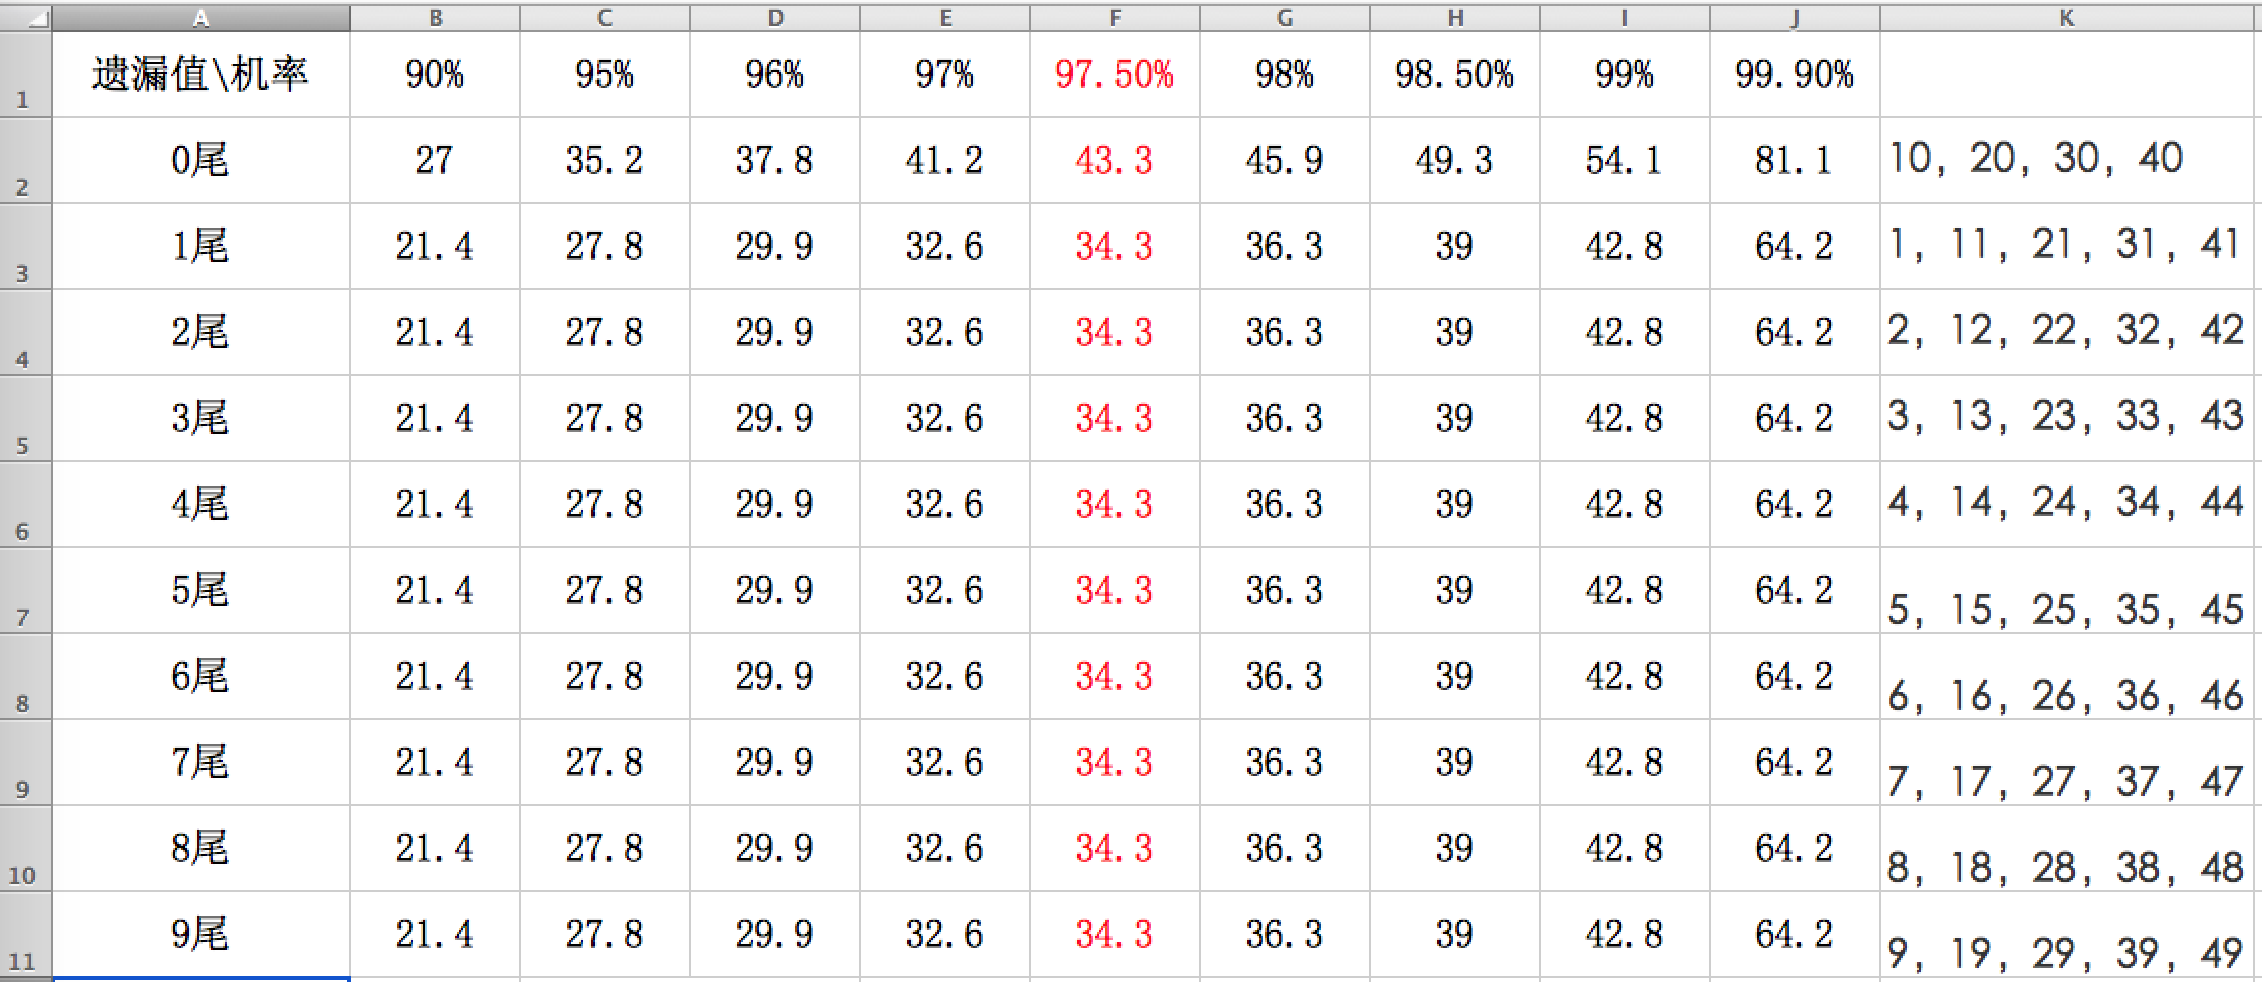 A B C D E F G H I J K
1 遗漏值\机率 90% 95% 96% 97% 97.50% 98% 98.50% 99% 99.90%
2 0尾 27 35.2 37.8 41.2 43.3 45.9 49.3 54.1 81.1 10, 20, 30, 40
3 1尾 21.4 27.8 29.9 32.6 34.3 36.3 39 42.8 64.2 1, 11, 21, 31, 41
4 2尾 21.4 27.8 29.9 32.6 34.3 36.3 39 42.8 64.2 2, 12, 22, 32, 42
5 3尾 21.4 27.8 29.9 32.6 34.3 36.3 39 42.8 64.2 3, 13, 23, 33, 43
6 4尾 21.4 27.8 29.9 32.6 34.3 36.3 39 42.8 64.2 4, 14, 24, 34, 44
7 5尾 21.4 27.8 29.9 32.6 34.3 36.3 39 42.8 64.2 5, 15, 25, 35, 45
8 6尾 21.4 27.8 29.9 32.6 34.3 36.3 39 42.8 64.2 6, 16, 26, 36, 46
9 7尾 21.4 27.8 29.9 32.6 34.3 36.3 39 42.8 64.2 7, 17, 27, 37, 47
10 8尾 21.4 27.8 29.9 32.6 34.3 36.3 39 42.8 64.2 8, 18, 28, 38, 48
11 9尾 21.4 27.8 29.9 32.6 34.3 36.3 39 42.8 64.2 9, 19, 29, 39, 49